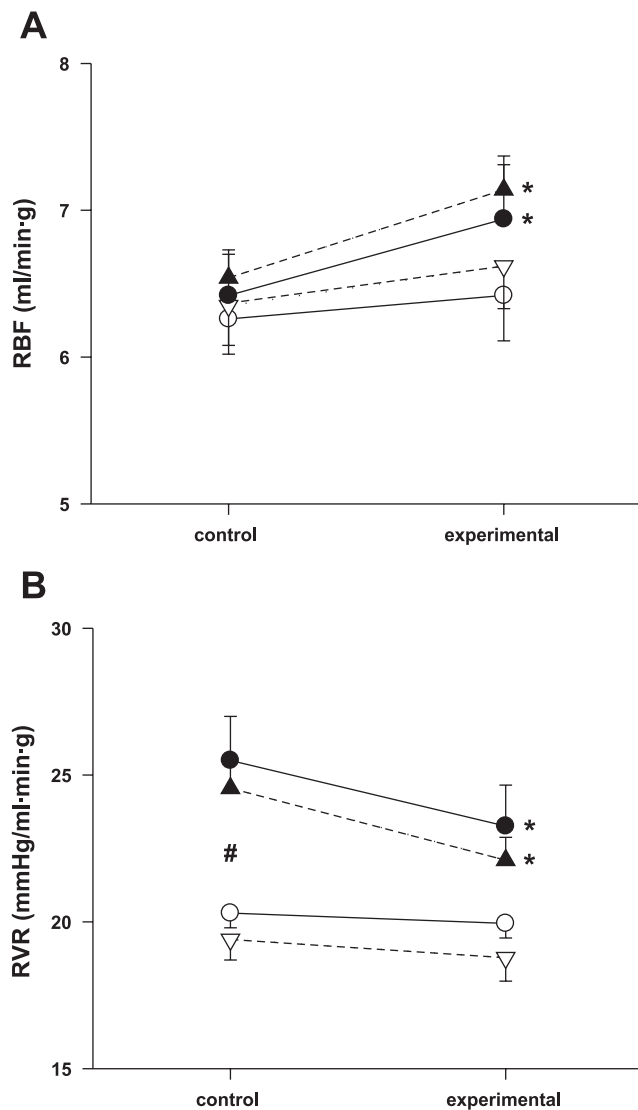 A
8
7
6
5
RBF (ml/min·g)
*
*
control experimental
B
30
25
20
15
RVR (mmHg/ml·min·g)
#
*
*
control experimental